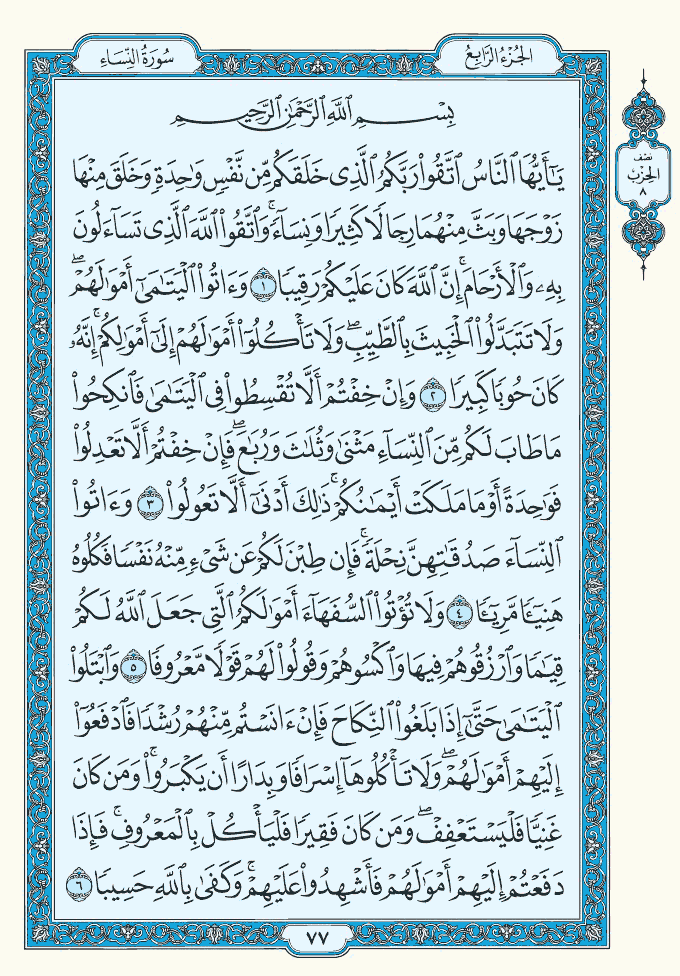 سُورَةُ النِّسَاءِ
الجُزْءُ الرَّابِعُ
نصف
الحزب
٨
بِسْمِ ٱللَّهِ ٱلرَّحْمَٰنِ ٱلرَّحِيمِ
يَٰٓأَيُّهَا ٱلنَّاسُ ٱتَّقُوا۟ رَبَّكُمُ ٱلَّذِى خَلَقَكُم مِّن نَّفْسٍ وَٰحِدَةٍ وَخَلَقَ مِنْهَا
زَوْجَهَا وَبَثَّ مِنْهُمَا رِجَالًا كَثِيرًا وَنِسَآءً ۚ وَٱتَّقُوا۟ ٱللَّهَ ٱلَّذِى تَسَآءَلُونَ
بِهِۦ وَٱلْأَرْحَامَ ۚ إِنَّ ٱللَّهَ كَانَ عَلَيْكُمْ رَقِيبًا ١ وَءَاتُوا۟ ٱلْيَتَٰمَىٰٓ أَمْوَٰلَهُمْ ۖ
وَلَا تَتَبَدَّلُوا۟ ٱلْخَبِيثَ بِٱلطَّيِّبِ ۖ وَلَا تَأْكُلُوٓا۟ أَمْوَٰلَهُمْ إِلَىٰٓ أَمْوَٰلِكُمْ ۚ إِنَّهُۥ
كَانَ حُوبًا كَبِيرًا ٢ وَإِنْ خِفْتُمْ أَلَّا تُقْسِطُوا۟ فِى ٱلْيَتَٰمَىٰ فَٱنكِحُوا۟
مَا طَابَ لَكُم مِّنَ ٱلنِّسَآءِ مَثْنَىٰ وَثُلَٰثَ وَرُبَٰعَ ۖ فَإِنْ خِفْتُمْ أَلَّا تَعْدِلُوا۟
فَوَٰحِدَةً أَوْ مَا مَلَكَتْ أَيْمَٰنُكُمْ ۚ ذَٰلِكَ أَدْنَىٰٓ أَلَّا تَعُولُوا۟ ٣ وَءَاتُوا۟
ٱلنِّسَآءَ صَدُقَٰتِهِنَّ نِحْلَةً ۚ فَإِن طِبْنَ لَكُمْ عَن شَىْءٍ مِّنْهُ نَفْسًا فَكُلُوهُ
هَنِيٓـًٔا مَّرِيٓـًٔا ٤ وَلَا تُؤْتُوا۟ ٱلسُّفَهَآءَ أَمْوَٰلَكُمُ ٱلَّتِى جَعَلَ ٱللَّهُ لَكُمْ
قِيَٰمًا وَٱرْزُقُوهُمْ فِيهَا وَٱكْسُوهُمْ وَقُولُوا۟ لَهُمْ قَوْلًا مَّعْرُوفًا ٥ وَٱبْتَلُوا۟
ٱلْيَتَٰمَىٰ حَتَّىٰٓ إِذَا بَلَغُوا۟ ٱلنِّكَاحَ فَإِنْ ءَانَسْتُم مِّنْهُمْ رُشْدًا فَٱدْفَعُوٓا۟
إِلَيْهِمْ أَمْوَٰلَهُمْ ۖ وَلَا تَأْكُلُوهَآ إِسْرَافًا وَبِدَارًا أَن يَكْبَرُوا۟ ۚ وَمَن كَانَ
غَنِيًّا فَلْيَسْتَعْفِفْ ۖ وَمَن كَانَ فَقِيرًا فَلْيَأْكُلْ بِٱلْمَعْرُوفِ ۚ فَإِذَا
دَفَعْتُمْ إِلَيْهِمْ أَمْوَٰلَهُمْ فَأَشْهِدُوا۟ عَلَيْهِمْ ۚ وَكَفَىٰ بِٱللَّهِ حَسِيبًا ٦
٧٧